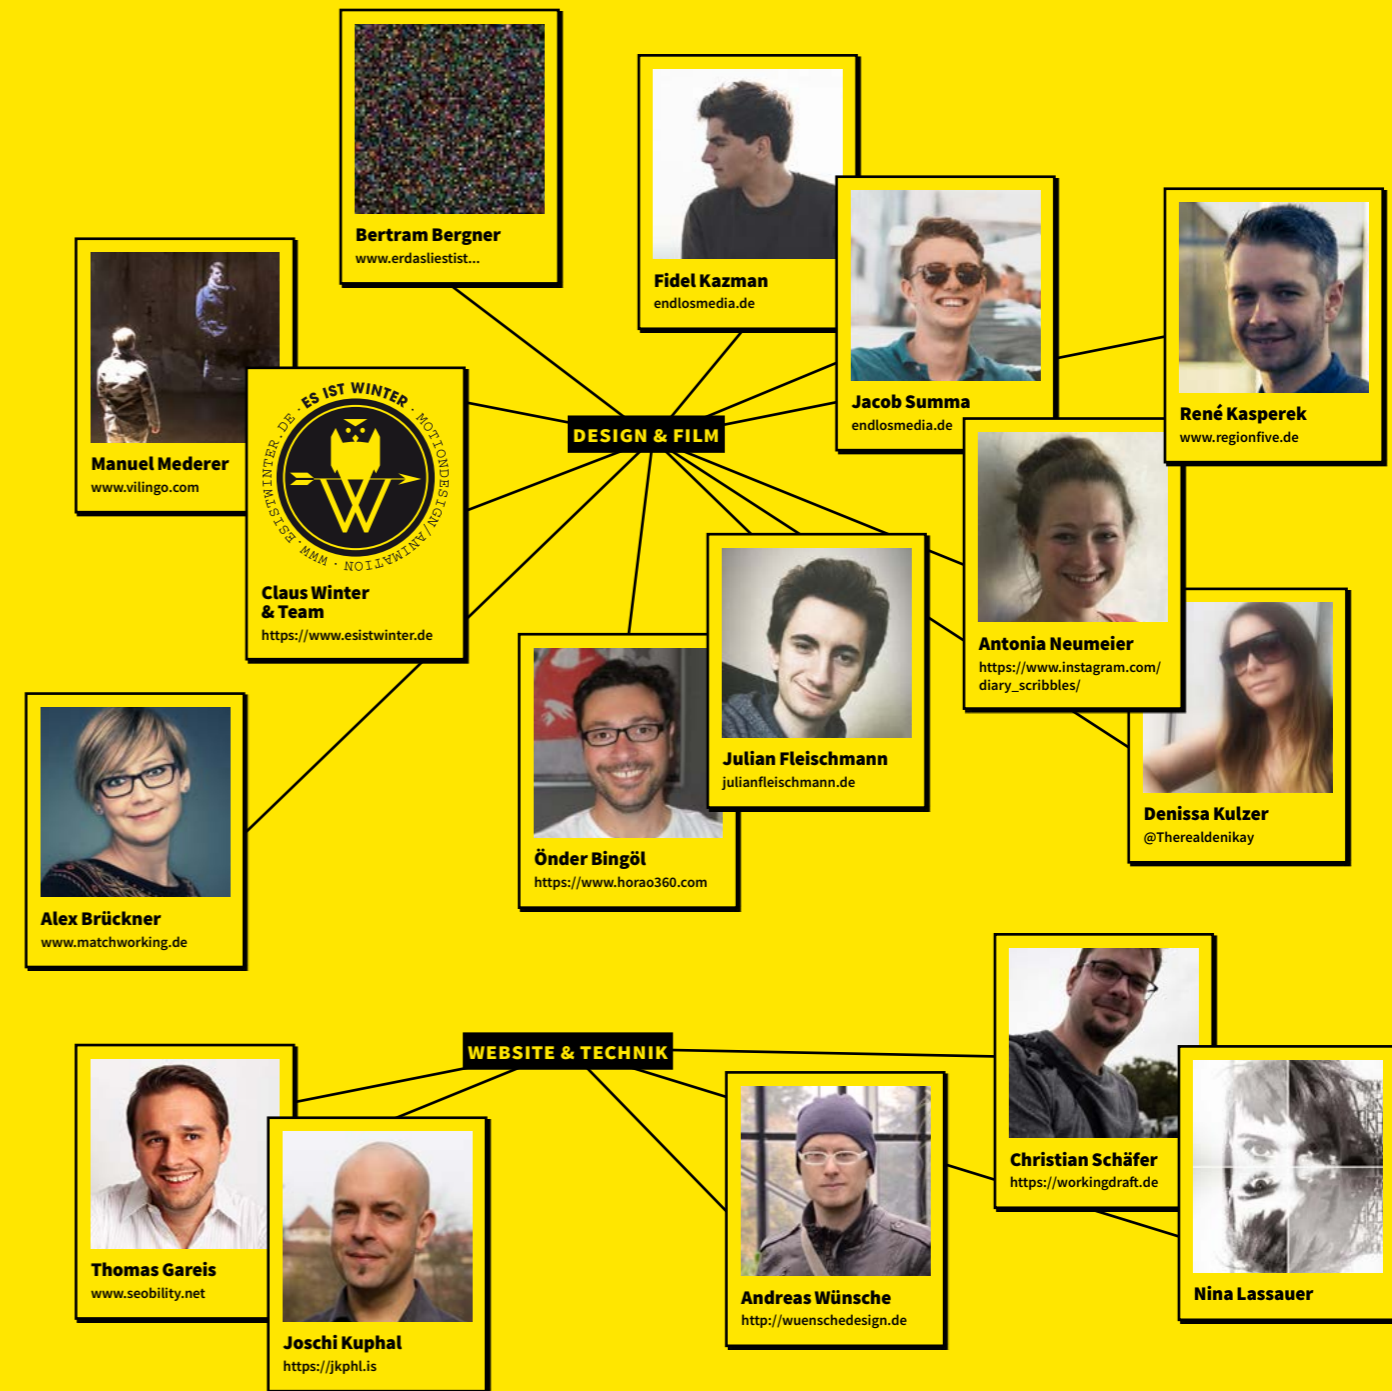 Bertram Bergner
www.erdasliestist...
Fidel Kazman
endlosmedia.de
Jacob Summa
endlosmedia.de
René Kasperek
www.regionfive.de
Manuel Mederer
www.vilingo.com
ES IST WINTER · MOTIONDESIGN/ANIMATION · WWW.ESISTWINTER.DE ·
W
Claus Winter
& Team
https://www.esistwinter.de
DESIGN & FILM
Antonia Neumeier
https://www.instagram.com/
diary_scribbles/
Julian Fleischmann
julianfleischmann.de
Denissa Kulzer
@Therealdenikay
Önder Bingöl
https://www.horao360.com
Alex Brückner
www.matchworking.de
WEBSITE & TECHNIK
Christian Schäfer
https://workingdraft.de
Thomas Gareis
www.seobility.net
Joschi Kuphal
https://jkphl.is
Andreas Wünsche
http://wuenschedesign.de
Nina Lassauer